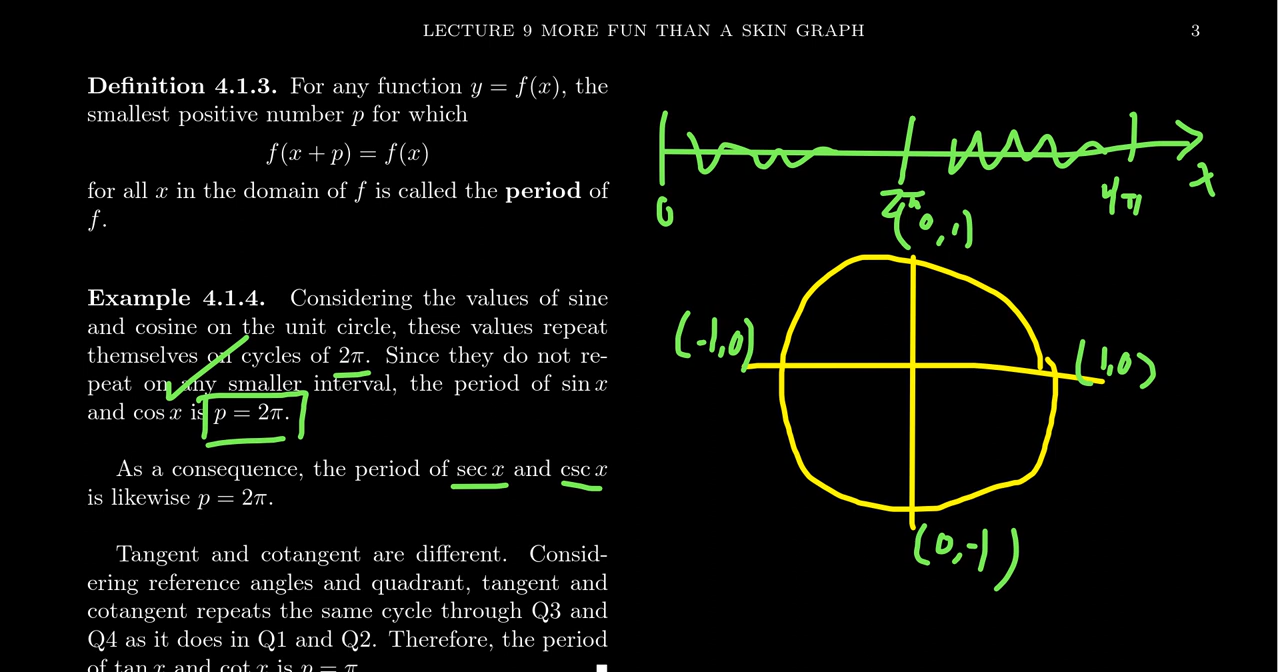 LECTURE 9 MORE FUN THAN A SKIN GRAPH
3
Definition 4.1.3. For any function y = f(x), the
smallest positive number p for which
f(x + p) = f(x)
for all x in the domain of f is called the period of
f.
Example 4.1.4. Considering the values of sine
and cosine on the unit circle, these values repeat
themselves on cycles of 2π. Since they do not re-
peat on any smaller interval, the period of sin x
and cos x is p = 2π.
As a consequence, the period of sec x and csc x
is likewise p = 2π.
Tangent and cotangent are different. Consid-
ering reference angles and quadrant, tangent and
cotangent repeats the same cycle through Q3 and
Q4 as it does in Q1 and Q2. Therefore, the period
of tan x and cot x is p = π
0
2π
4π
x
(0, 1)
(-1, 0)
(1, 0)
(0, -1)